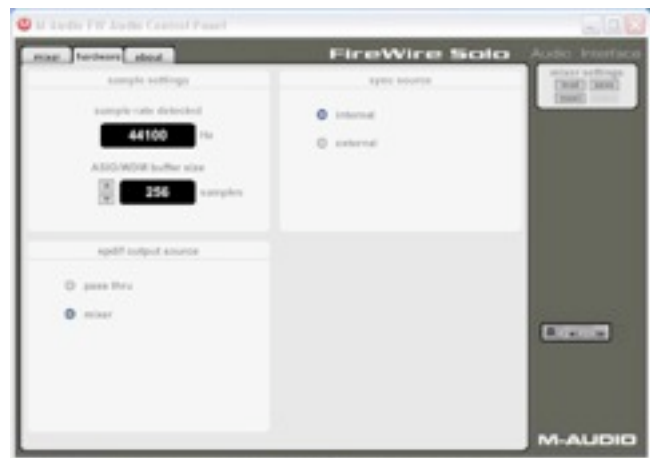 M-Audio FW Audio Control Panel
mixer hardware about
FireWire Solo Audio Interface
sample settings
sample rate detected
44100 Hz
ASIO/WDM buffer size
256 samples
sync source
internal
external
spdif output source
pass thru
mixer
mixer settings
M-AUDIO